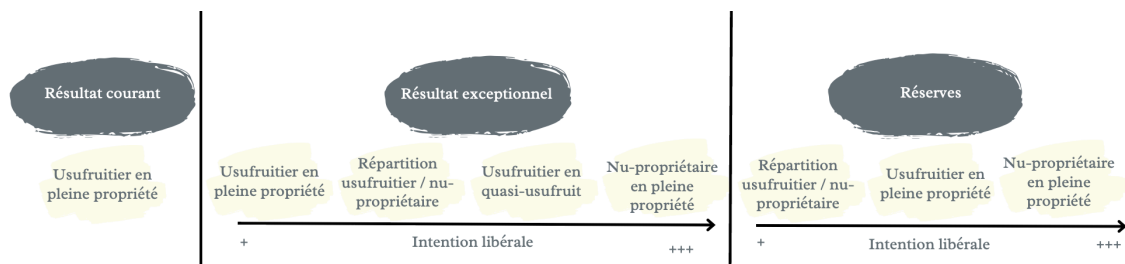 Résultat courant
Usufruitier en
pleine propriété
Résultat exceptionnel
Usufruitier en
pleine propriété
Répartition
usufruitier / nu-
propriétaire
Usufruitier en
quasi-usufruit
Nu-propriétaire
en pleine
propriété
+
Intention libérale
+++
Réserves
Répartition
usufruitier / nu-
propriétaire
Usufruitier en
pleine propriété
Nu-propriétaire
en pleine
propriété
+
Intention libérale
+++